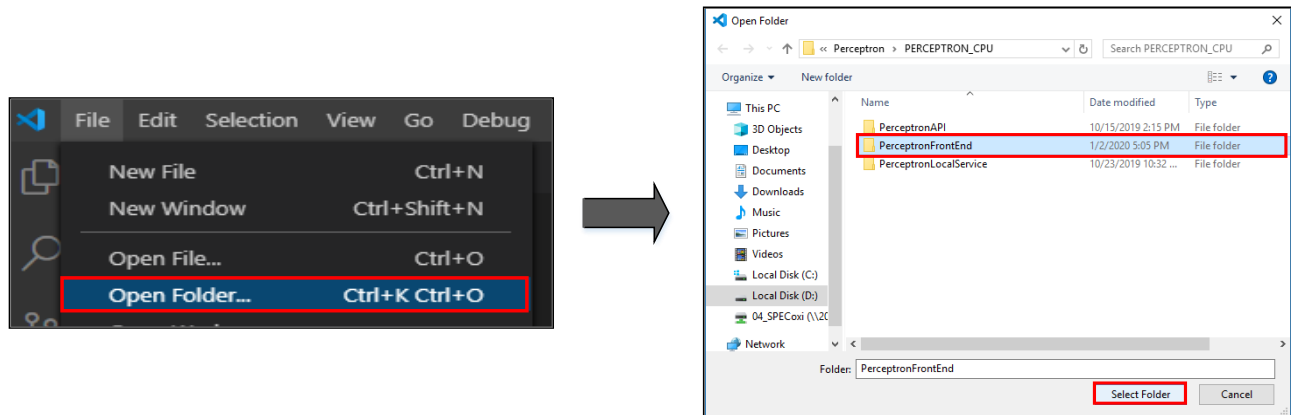 File Edit Selection View Go Debug
New File Ctrl+N
New Window Ctrl+Shift+N
Open File... Ctrl+O
Open Folder... Ctrl+K Ctrl+O
Open Folder
« Perceptron > PERCEPTRON_CPU
Search PERCEPTRON_CPU
Organize New folder
This PC
3D Objects
Desktop
Documents
Downloads
Music
Pictures
Videos
Local Disk (C:)
Local Disk (D:)
04_SPECoxi (\\20
Network
Name Date modified Type
PerceptronAPI 10/15/2019 2:15 PM File folder
PerceptronFrontEnd 1/2/2020 5:05 PM File folder
PerceptronLocalService 10/23/2019 10:32 ... File folder
Folder: PerceptronFrontEnd
Select Folder Cancel